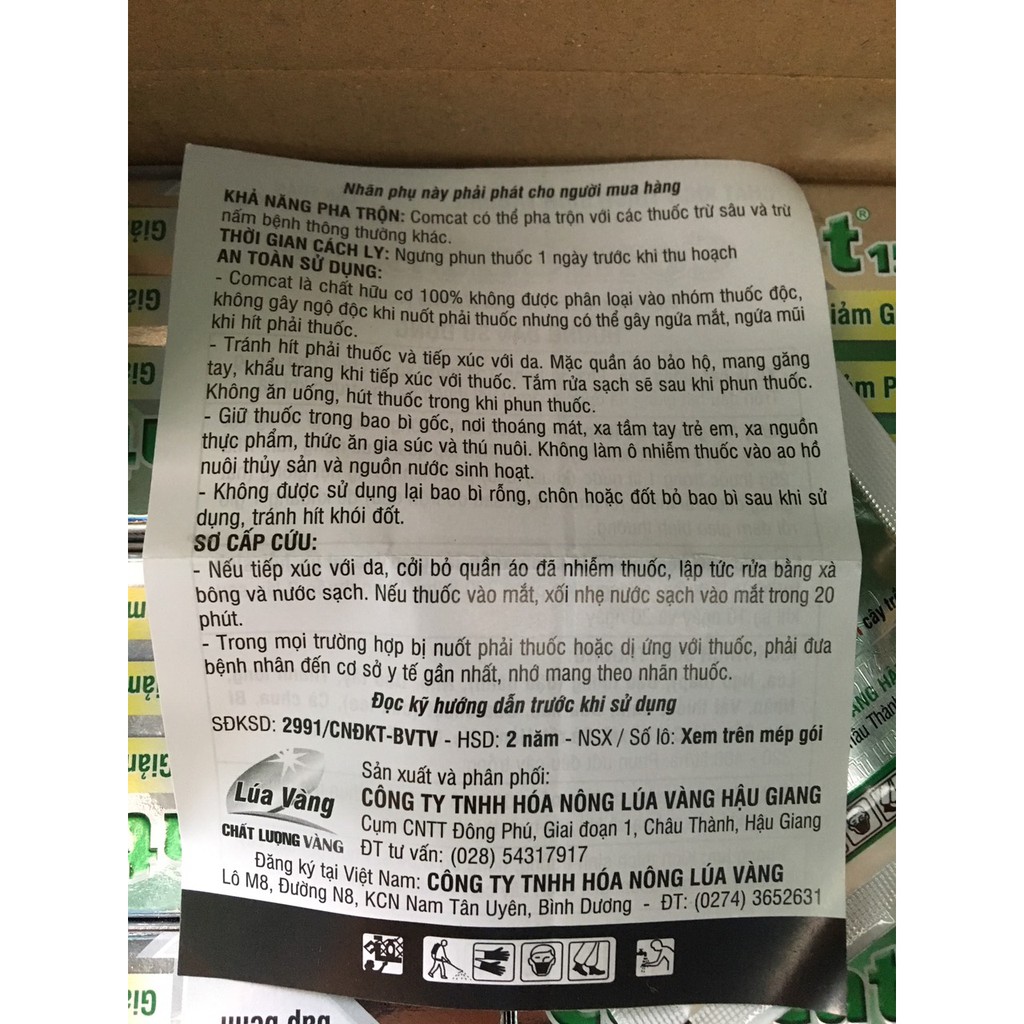 Nhãn phụ này phải phát cho người mua hàng
KHẢ NĂNG PHA TRỘN: Comcat có thể pha trộn với các thuốc trừ sâu và trừ
nấm bệnh thông thường khác.
THỜI GIAN CÁCH LY: Ngưng phun thuốc 1 ngày trước khi thu hoạch
AN TOÀN SỬ DỤNG:
- Comcat là chất hữu cơ 100% không được phân loại vào nhóm thuốc độc,
không gây ngộ độc khi nuốt phải thuốc nhưng có thể gây ngứa mắt, ngứa mũi
khi hít phải thuốc.
- Tránh hít phải thuốc và tiếp xúc với da. Mặc quần áo bảo hộ, mang găng
tay, khẩu trang khi tiếp xúc với thuốc. Tắm rửa sạch sẽ sau khi phun thuốc.
Không ăn uống, hút thuốc trong khi phun thuốc.
- Giữ thuốc trong bao bì gốc, nơi thoáng mát, xa tầm tay trẻ em, xa nguồn
thực phẩm, thức ăn gia súc và thú nuôi. Không làm ô nhiễm thuốc vào ao hồ
nuôi thủy sản và nguồn nước sinh hoạt.
- Không được sử dụng lại bao bì rỗng, chôn hoặc đốt bỏ bao bì sau khi sử
dụng, tránh hít khói đốt.
SƠ CẤP CỨU:
- Nếu tiếp xúc với da, cởi bỏ quần áo đã nhiễm thuốc, lập tức rửa bằng xà
bông và nước sạch. Nếu thuốc vào mắt, xối nhẹ nước sạch vào mắt trong 20
phút.
- Trong mọi trường hợp bị nuốt phải thuốc hoặc dị ứng với thuốc, phải đưa
bệnh nhân đến cơ sở y tế gần nhất, nhớ mang theo nhãn thuốc.
Đọc kỹ hướng dẫn trước khi sử dụng
SĐKSD: 2991/CNĐKT-BVTV - HSD: 2 năm - NSX / Số lô: Xem trên mép gói
Lúa Vàng
CHẤT LƯỢNG VÀNG
Sản xuất và phân phối:
CÔNG TY TNHH HÓA NÔNG LÚA VÀNG HẬU GIANG
Cụm CNTT Đông Phú, Giai đoạn 1, Châu Thành, Hậu Giang
ĐT tư vấn: (028) 54317917
Đăng ký tại Việt Nam: CÔNG TY TNHH HÓA NÔNG LÚA VÀNG
Lô M8, Đường N8, KCN Nam Tân Uyên, Bình Dương - ĐT: (0274) 3652631